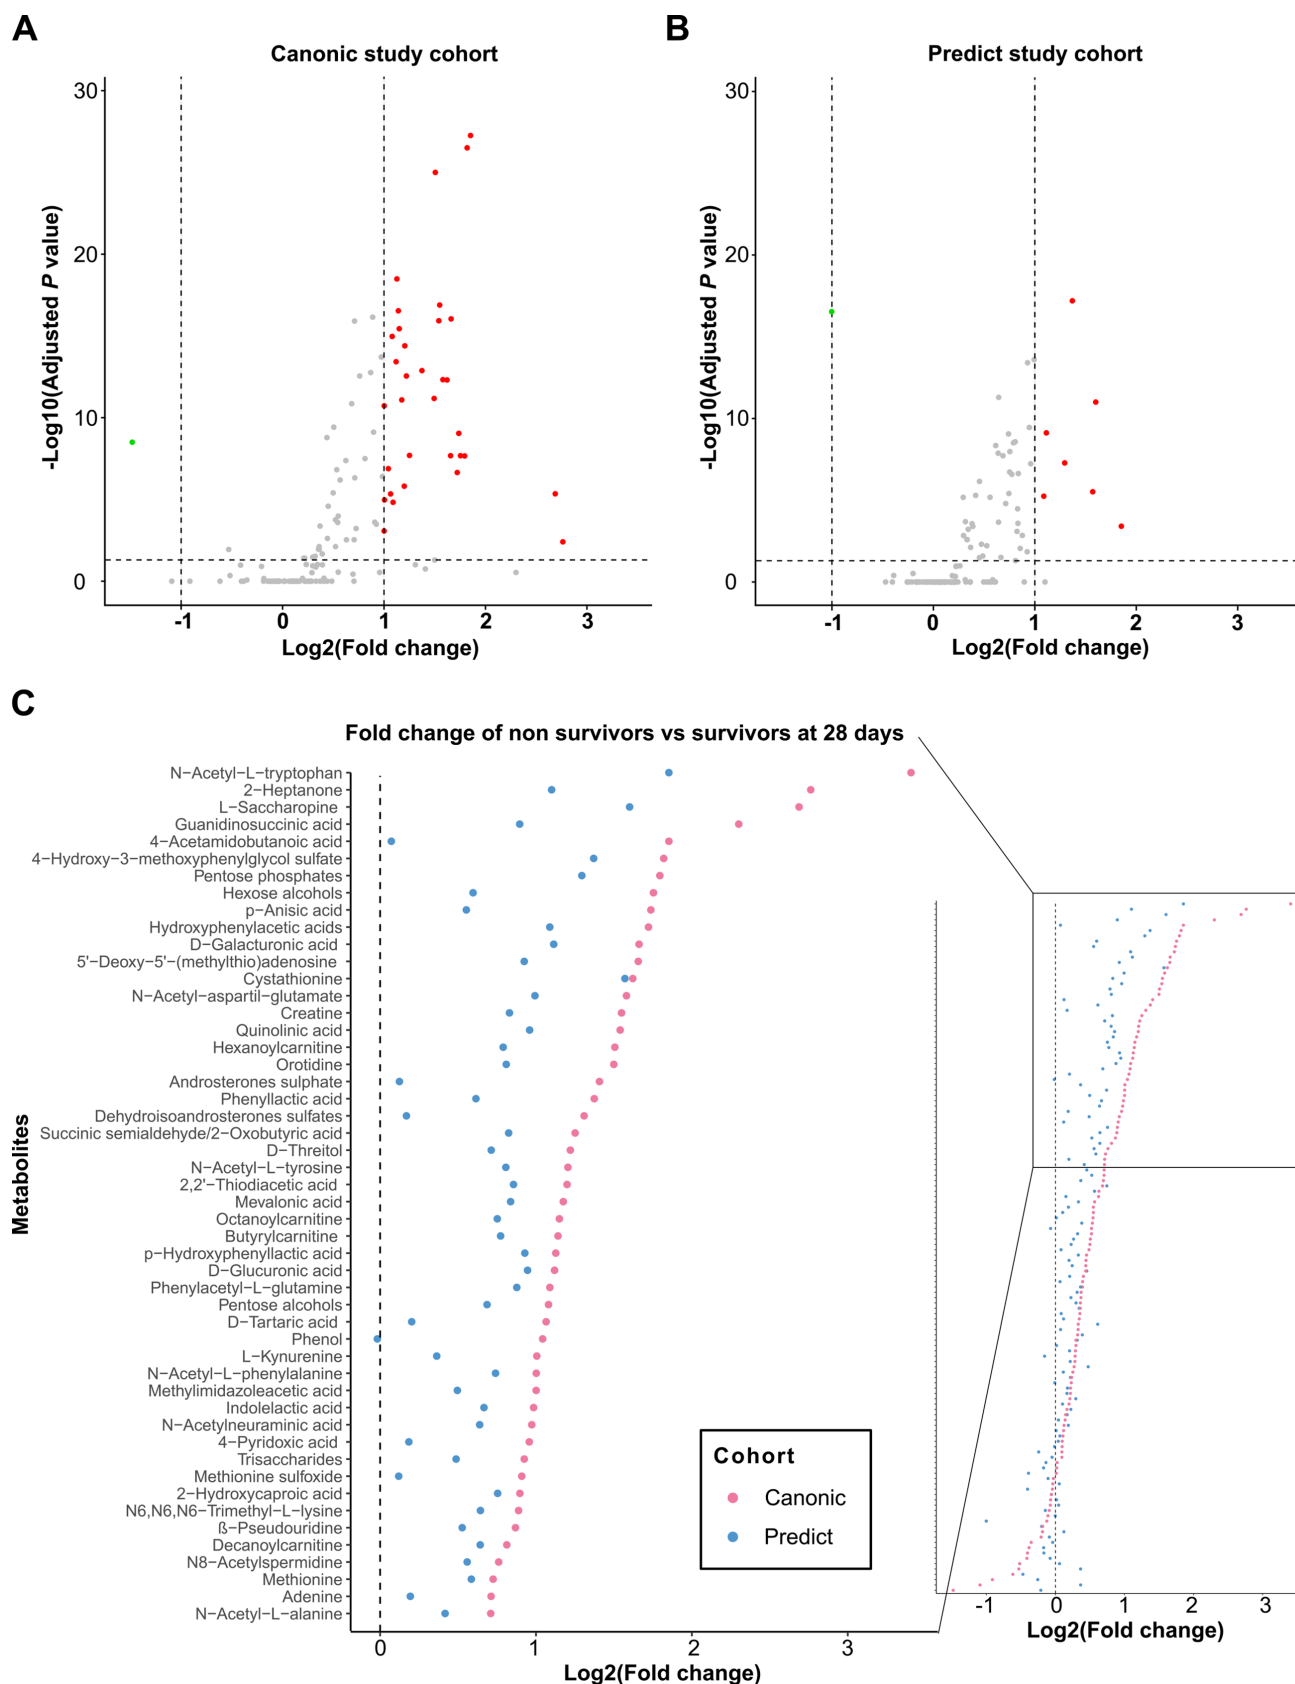 A
B
Canonic study cohort
Predict study cohort
-Log10(Adjusted P value)
30
20
10
0
-1
0
1
2
3
Log2(Fold change)
-Log10(Adjusted P value)
30
20
10
0
-1
0
1
2
3
Log2(Fold change)
C
Fold change of non survivors vs survivors at 28 days
Metabolites
N−Acetyl−L−tryptophan
2−Heptanone
L−Saccharopine
Guanidinosuccinic acid
4−Acetamidobutanoic acid
4−Hydroxy−3−methoxyphenylglycol sulfate
Pentose phosphates
Hexose alcohols
p−Anisic acid
Hydroxyphenylacetic acids
D−Galacturonic acid
5'−Deoxy−5'−(methylthio)adenosine
Cystathionine
N−Acetyl−aspartil−glutamate
Creatine
Quinolinic acid
Hexanoylcarnitine
Orotidine
Androsterones sulphate
Phenyllactic acid
Dehydroisoandrosterones sulfates
Succinic semialdehyde/2−Oxobutyric acid
D−Threitol
N−Acetyl−L−tyrosine
2,2'−Thiodiacetic acid
Mevalonic acid
Octanoylcarnitine
Butyrylcarnitine
p−Hydroxyphenyllactic acid
D−Glucuronic acid
Phenylacetyl−L−glutamine
Pentose alcohols
D−Tartaric acid
Phenol
L−Kynurenine
N−Acetyl−L−phenylalanine
Methylimidazoleacetic acid
Indolelactic acid
N−Acetylneuraminic acid
4−Pyridoxic acid
Trisaccharides
Methionine sulfoxide
2−Hydroxycaproic acid
N6,N6,N6−Trimethyl−L−lysine
ß−Pseudouridine
Decanoylcarnitine
N8−Acetylspermidine
Methionine
Adenine
N−Acetyl−L−alanine
0
1
2
3
Log2(Fold change)
Cohort
Canonic
Predict
-1
0
1
2
3
Log2(Fold change)